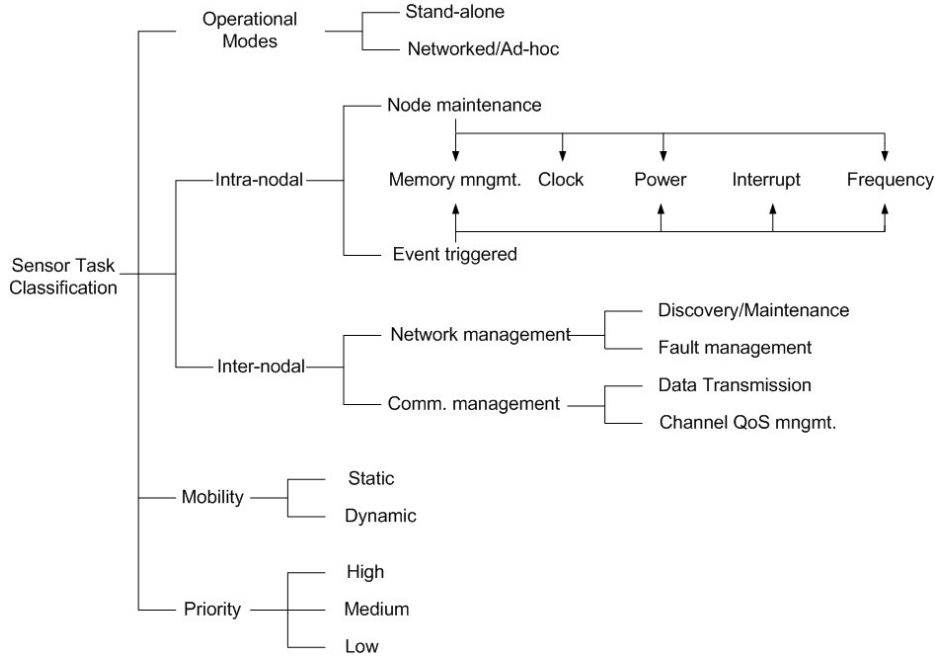 Operational
Modes
Stand-alone
Networked/Ad-hoc
Node maintenance
Intra-nodal
Memory mngmt. Clock Power Interrupt Frequency
Event triggered
Sensor Task
Classification
Discovery/Maintenance
Network management
Fault management
Inter-nodal
Data Transmission
Comm. management
Channel QoS mngmt.
Static
Mobility
Dynamic
High
Priority
Medium
Low